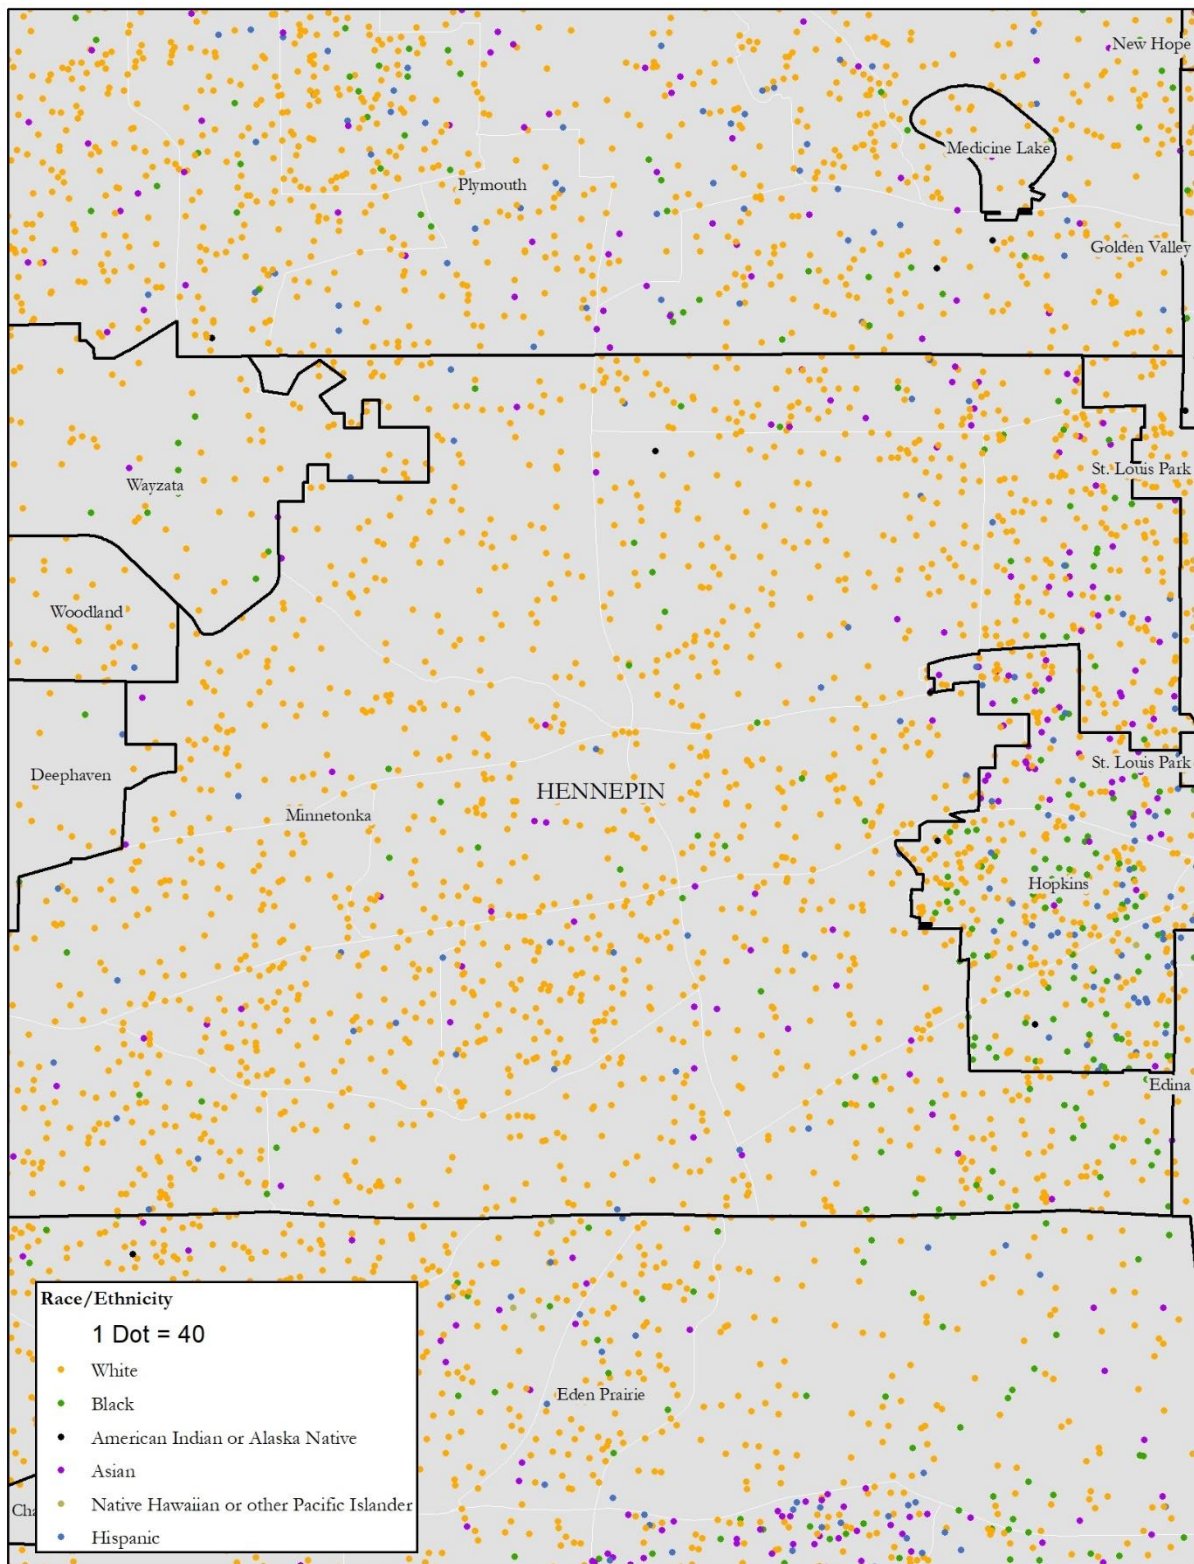 New Hope
Medicine Lake
Plymouth
Golden Valley
St. Louis Park
Wayzata
Woodland
Deephaven
St. Louis Park
HENNEPIN
Minnetonka
Hopkins
Edina
Race/Ethnicity
1 Dot = 40
White
Black
American Indian or Alaska Native
Asian
Native Hawaiian or other Pacific Islander
Hispanic
Eden Prairie
Cha